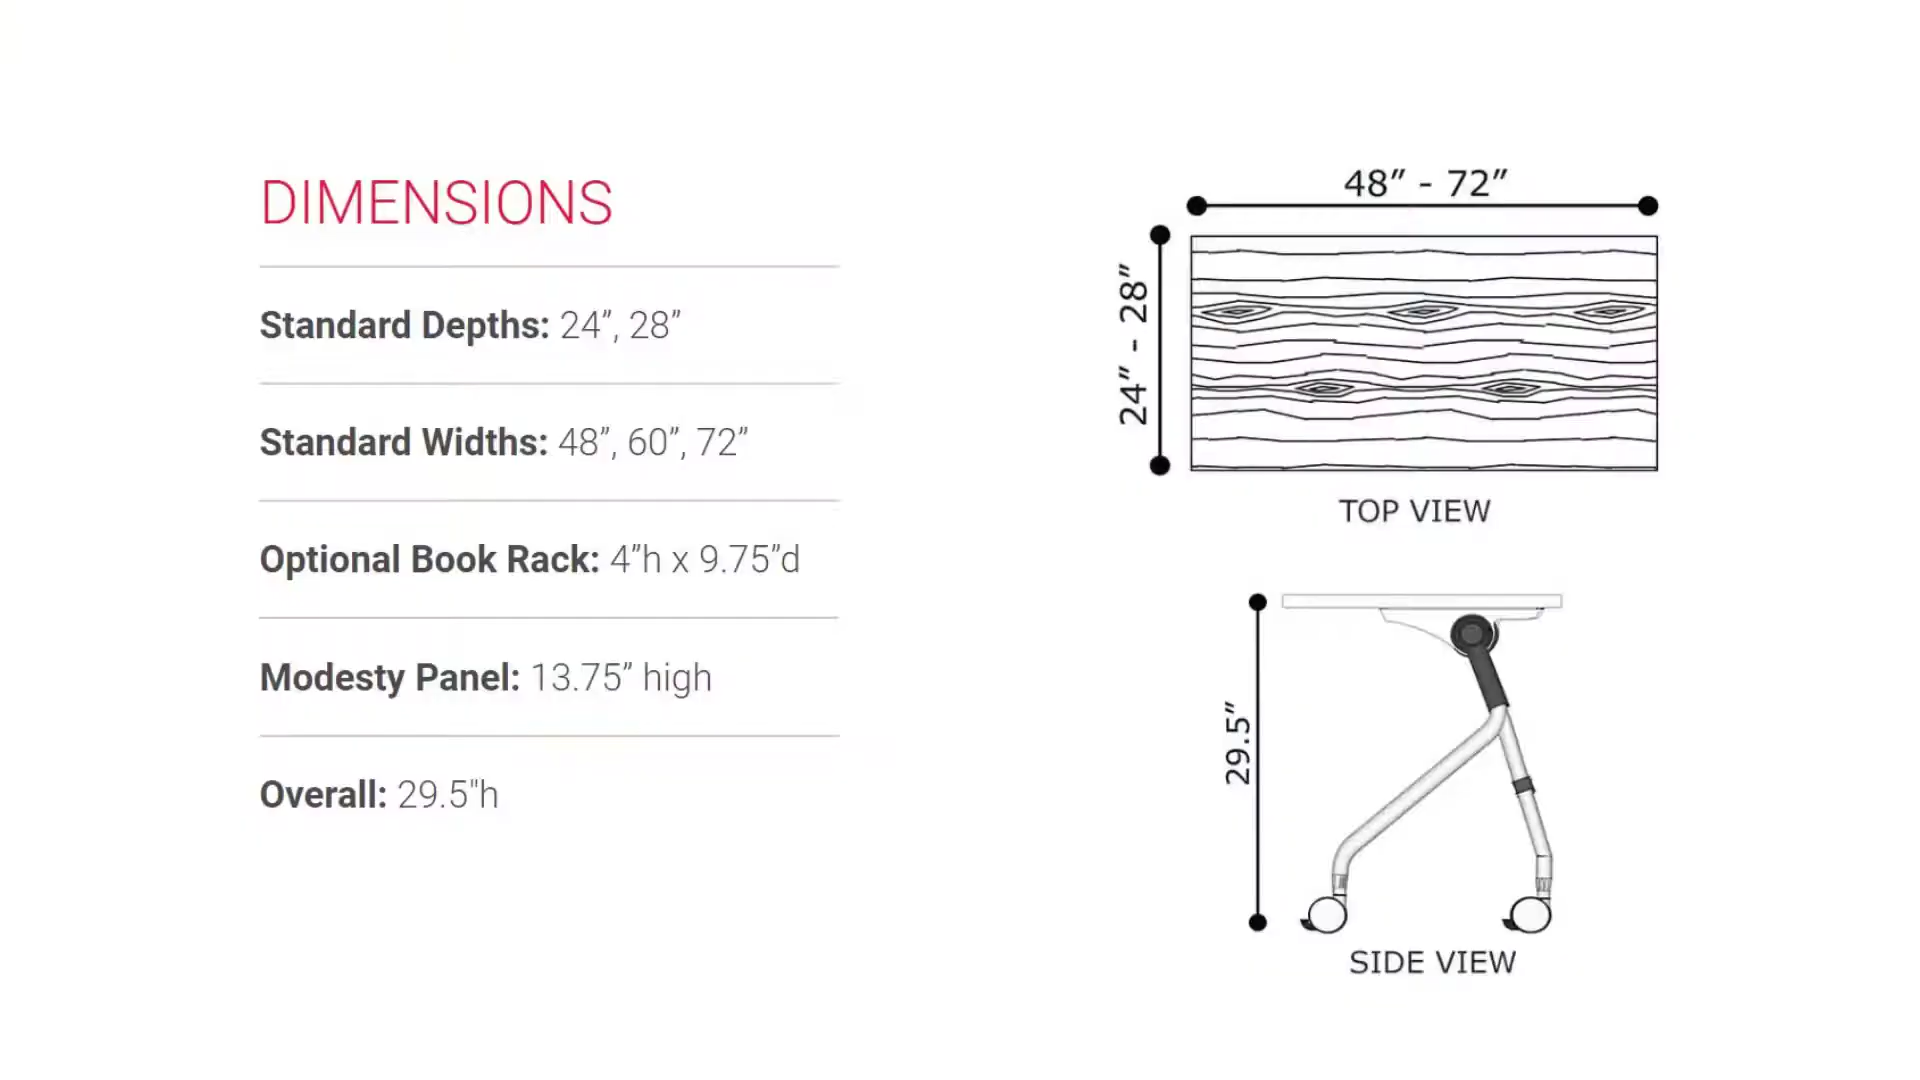 DIMENSIONS
Standard Depths: 24”, 28”
Standard Widths: 48”, 60”, 72”
Optional Book Rack: 4”h x 9.75”d
Modesty Panel: 13.75” high
Overall: 29.5"h
48” - 72”
24” - 28”
TOP VIEW
29.5”
SIDE VIEW